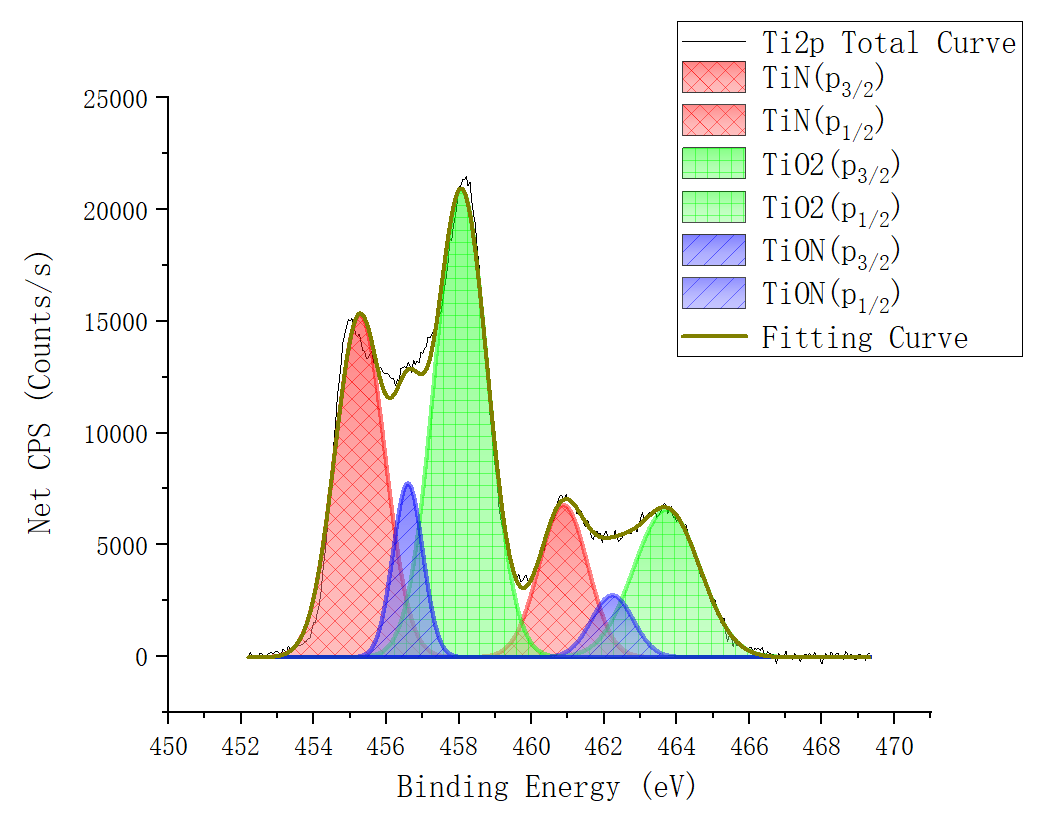 Ti2p Total Curve
TiN(p3/2)
TiN(p1/2)
TiO2(p3/2)
TiO2(p1/2)
TiON(p3/2)
TiON(p1/2)
Fitting Curve
25000
20000
15000
10000
5000
0
Net CPS (Counts/s)
450 452 454 456 458 460 462 464 466 468 470
Binding Energy (eV)